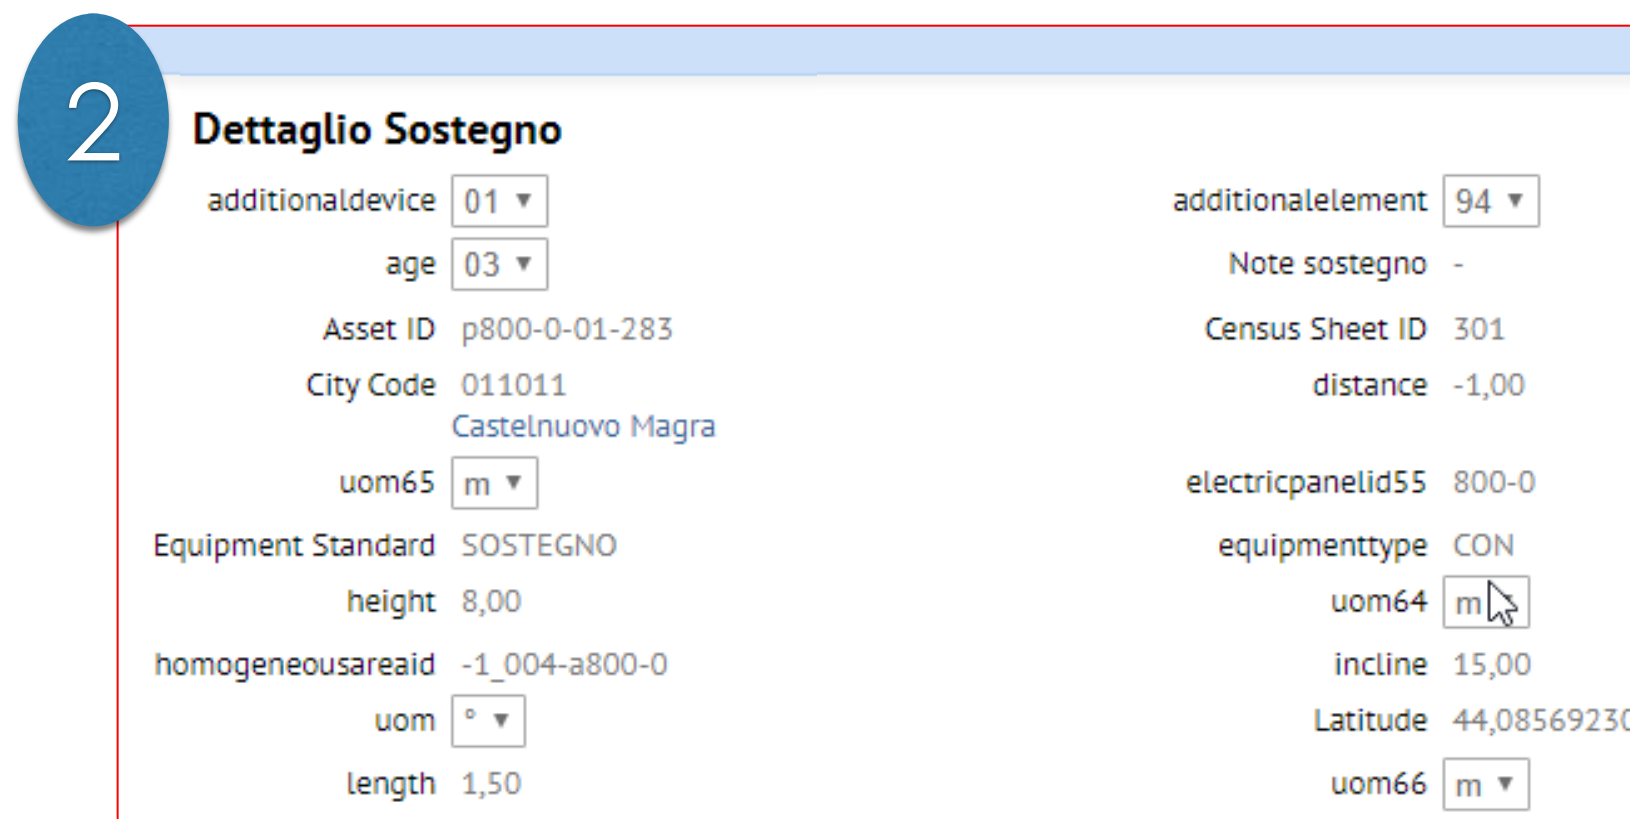 2
Dettaglio Sostegno
additionaldevice 01 additionalelement 94
age 03 Note sostegno -
Asset ID p800-0-01-283 Census Sheet ID 301
City Code 011011 distance -1,00
Castelnuovo Magra
uom65 m electricpanelid55 800-0
Equipment Standard SOSTEGNO equipmenttype CON
height 8,00 uom64 m
homogeneousareaid -1_004-a800-0 incline 15,00
uom ° Latitude 44,08569230
length 1,50 uom66 m